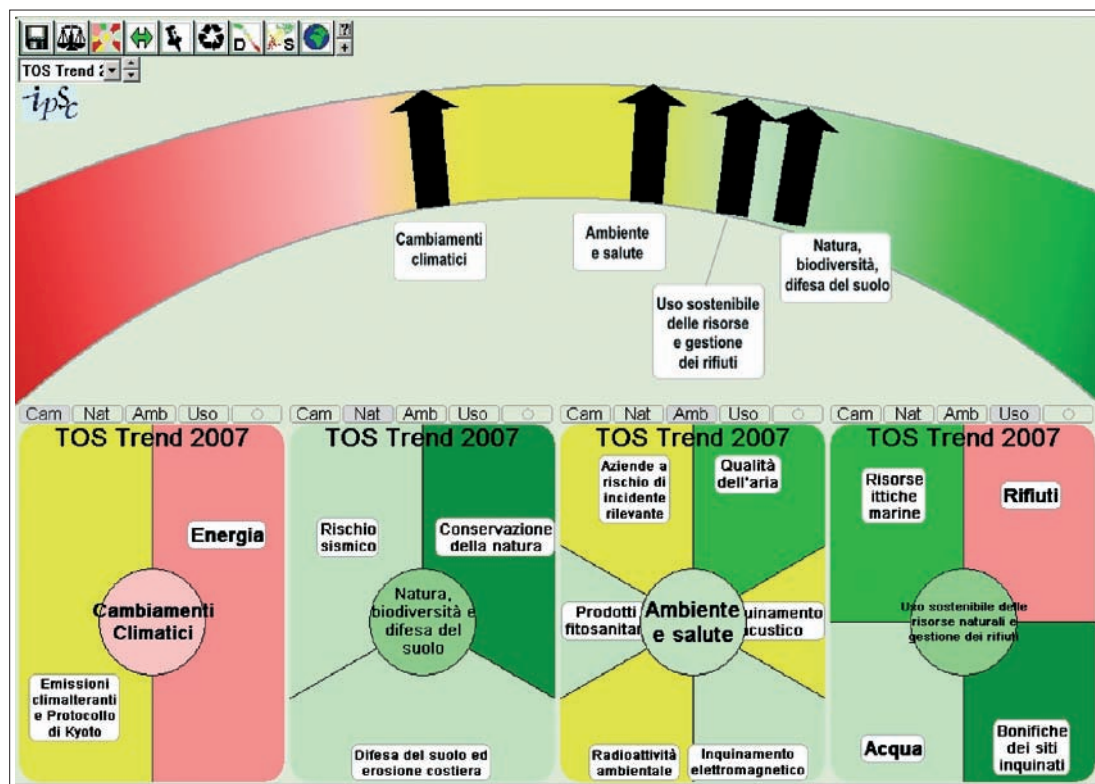 D
S
?
+
TOS Trend 2
ipsc
Cambiamenti
climatici
Ambiente
e salute
Natura,
biodiversità,
difesa del suolo
Uso sostenibile
delle risorse
e gestione
dei rifiuti
Cam Nat Amb Uso
Cam Nat Amb Uso
Cam Nat Amb Uso
Cam Nat Amb Uso
TOS Trend 2007
Energia
Cambiamenti
Climatici
Emissioni
climalteranti
e Protocollo
di Kyoto
TOS Trend 2007
Rischio
sismico
Conservazione
della natura
Natura,
biodiversità e
difesa del
suolo
Difesa del suolo ed
erosione costiera
TOS Trend 2007
Aziende a
rischio di
incidente
rilevante
Qualità
dell'aria
Prodotti
fitosanitar
Ambiente
e salute
uinamento
acustico
Radioattività
ambientale
Inquinamento
elettromagnetico
TOS Trend 2007
Risorse
ittiche
marine
Rifiuti
Uso sostenibile delle
risorse naturali e
gestione dei rifiuti
Acqua
Bonifiche
dei siti
inquinati